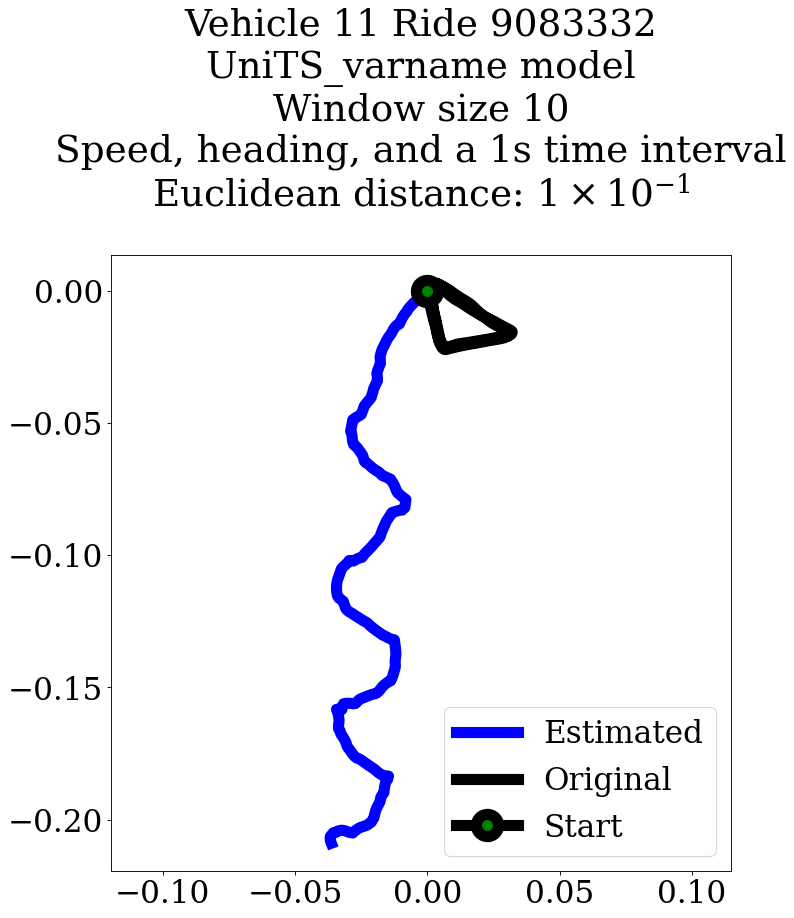 Vehicle 11 Ride 9083332
UniTS_varname model
Window size 10
Speed, heading, and a 1s time interval
Euclidean distance: 1 × 10⁻¹
0.00
−0.05
−0.10
−0.15
−0.20
Estimated
Original
Start
−0.10 −0.05 0.00 0.05 0.10